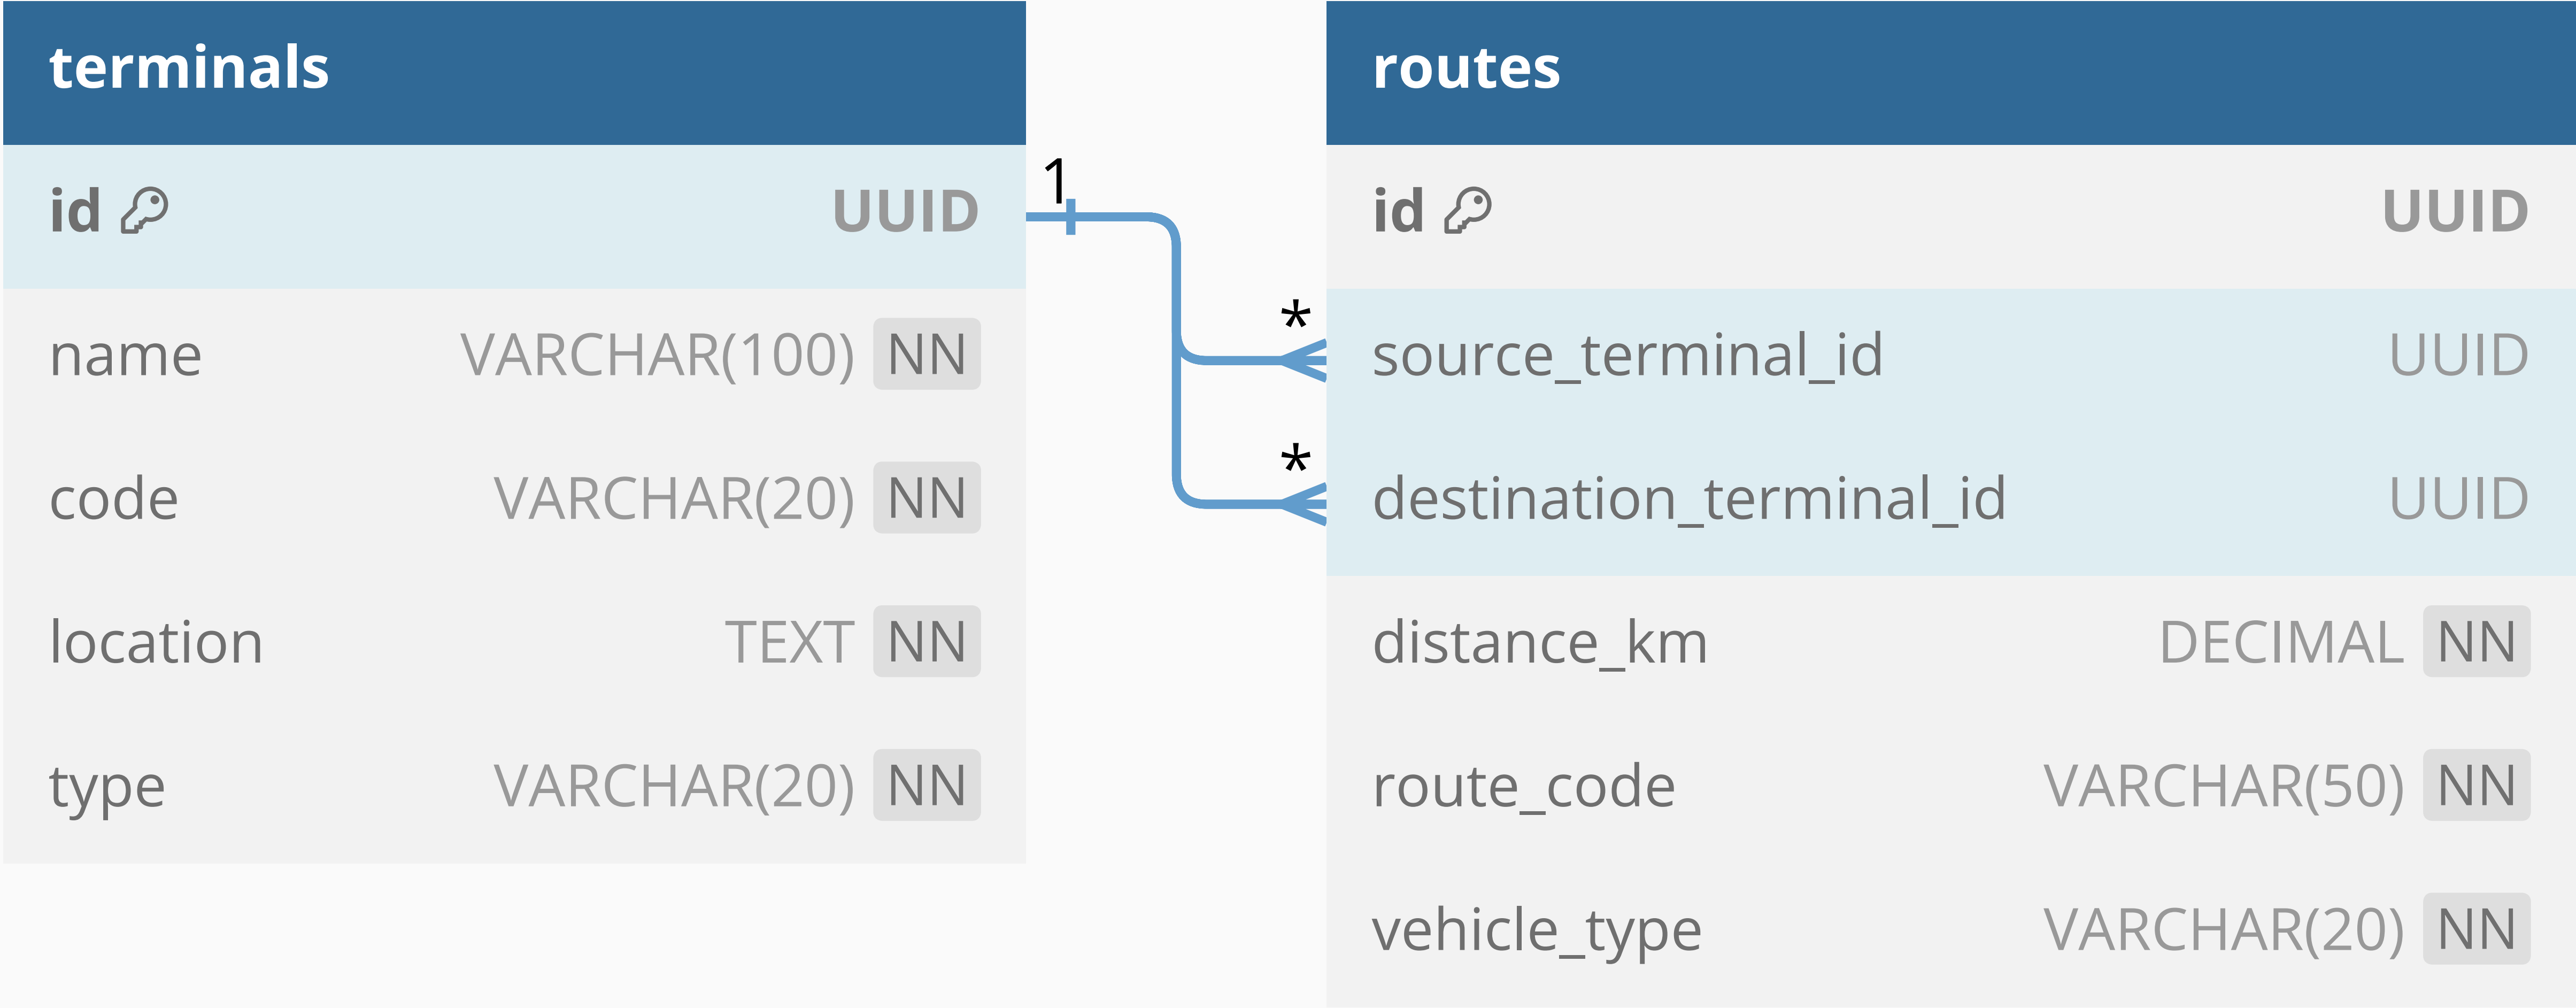 terminals
id UUID
name VARCHAR(100) NN
code VARCHAR(20) NN
location TEXT NN
type VARCHAR(20) NN
1
*
*
routes
id UUID
source_terminal_id UUID
destination_terminal_id UUID
distance_km DECIMAL NN
route_code VARCHAR(50) NN
vehicle_type VARCHAR(20) NN